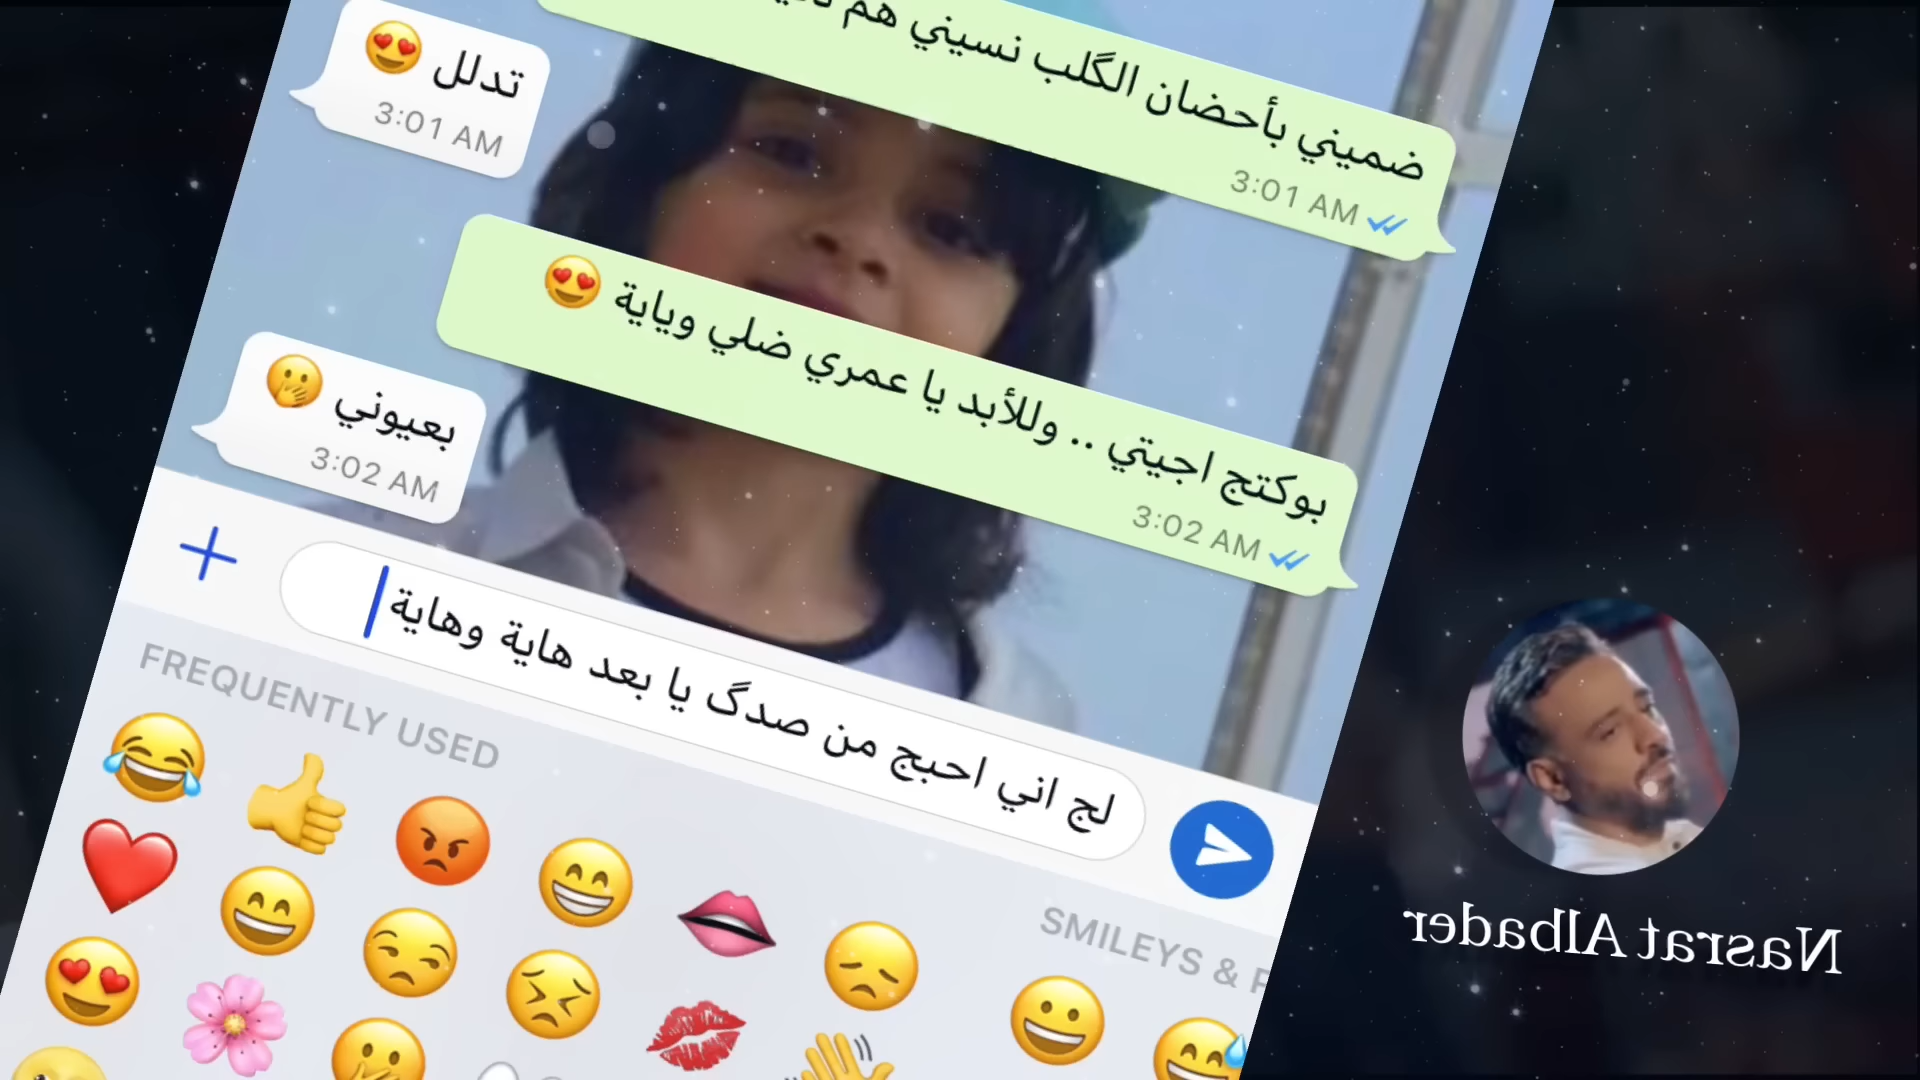 ضميني بأحضان الگلب نسيني هم
3:01 AM
تدلل 😍
3:01 AM
بوكتج اجيتي .. وللأبد يا عمري ضلي وياية 😍
3:02 AM
بعيوني 🤭
3:02 AM
لج اني احبج من صدگ يا بعد هاية وهاية
FREQUENTLY USED
SMILEYS &
Nasrat Albader